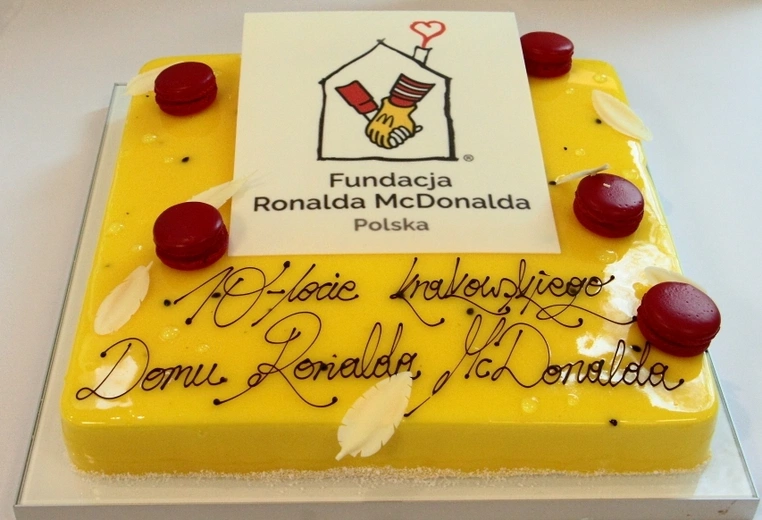 ®
Fundacja
Ronalda McDonalda
Polska
10-lecie krakowskiego
Domu Ronalda McDonalda